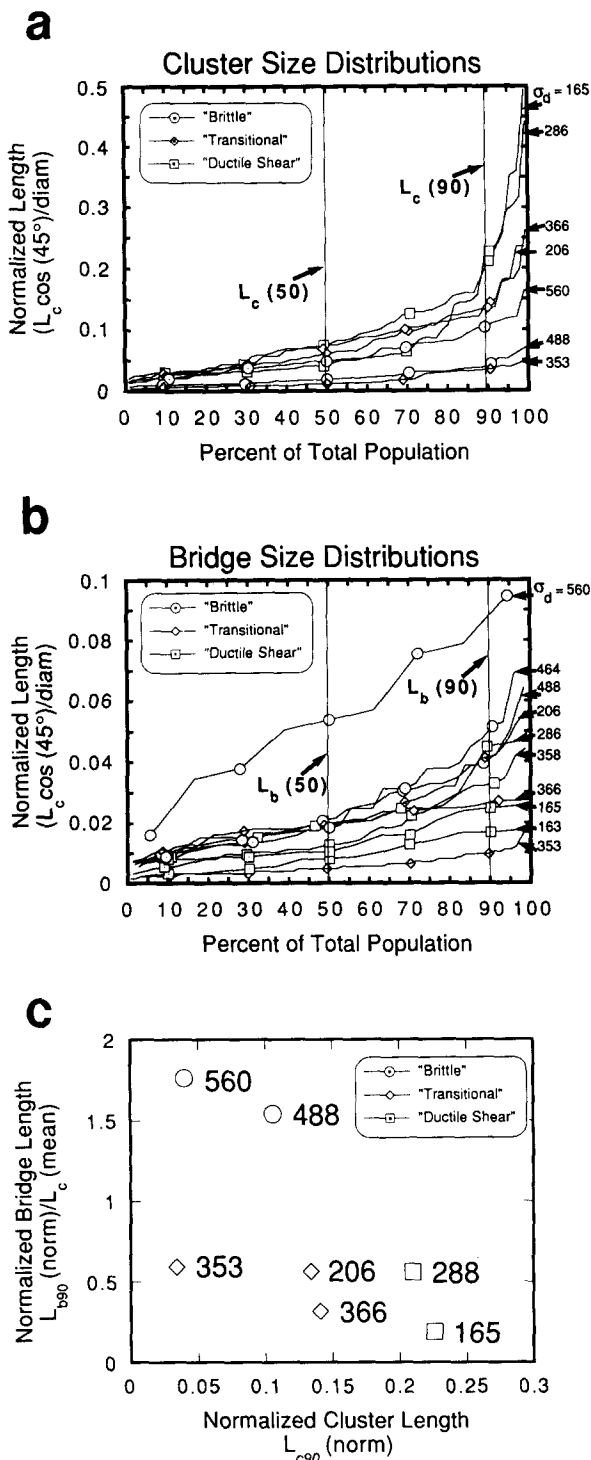 a
Cluster Size Distributions
0.5
0.4
0.3
0.2
0.1
0
Normalized Length
(L_c cos (45°)/diam)
"Brittle"
"Transitional"
"Ductile Shear"
L_c (50)
L_c (90)
σ_d = 165
286
366
206
560
488
353
0 10 20 30 40 50 60 70 80 90 100
Percent of Total Population
b
Bridge Size Distributions
0.1
0.08
0.06
0.04
0.02
0
Normalized Length
(L_c cos (45°)/diam)
"Brittle"
"Transitional"
"Ductile Shear"
L_b (50)
L_b (90)
σ_d = 560
464
488
206
286
358
366
165
163
353
0 10 20 30 40 50 60 70 80 90 100
Percent of Total Population
c
2
1.5
1
0.5
0
Normalized Bridge Length
L_b90 (norm)/L_c (mean)
"Brittle"
"Transitional"
"Ductile Shear"
560
488
353
206
288
366
165
0 0.05 0.1 0.15 0.2 0.25 0.3
Normalized Cluster Length
L_c90 (norm)